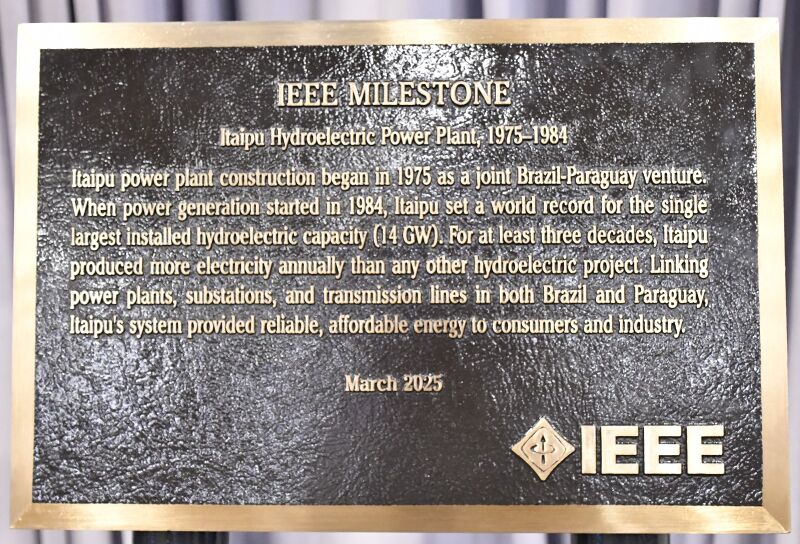 IEEE MILESTONE
Itaipu Hydroelectric Power Plant, 1975–1984
Itaipu power plant construction began in 1975 as a joint Brazil-Paraguay venture.
When power generation started in 1984, Itaipu set a world record for the single
largest installed hydroelectric capacity (14 GW). For at least three decades, Itaipu
produced more electricity annually than any other hydroelectric project. Linking
power plants, substations, and transmission lines in both Brazil and Paraguay,
Itaipu's system provided reliable, affordable energy to consumers and industry.
March 2025
IEEE